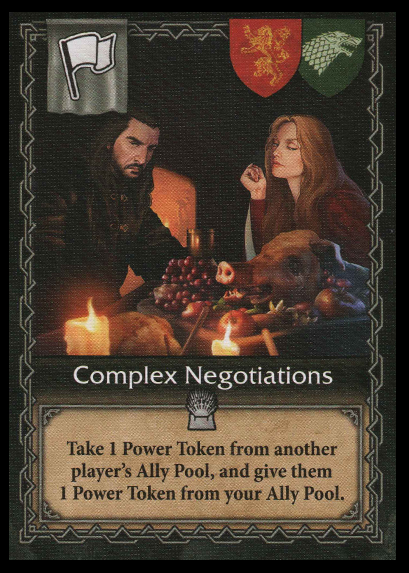 Complex Negotiations
Take 1 Power Token from another
player's Ally Pool, and give them
1 Power Token from your Ally Pool.